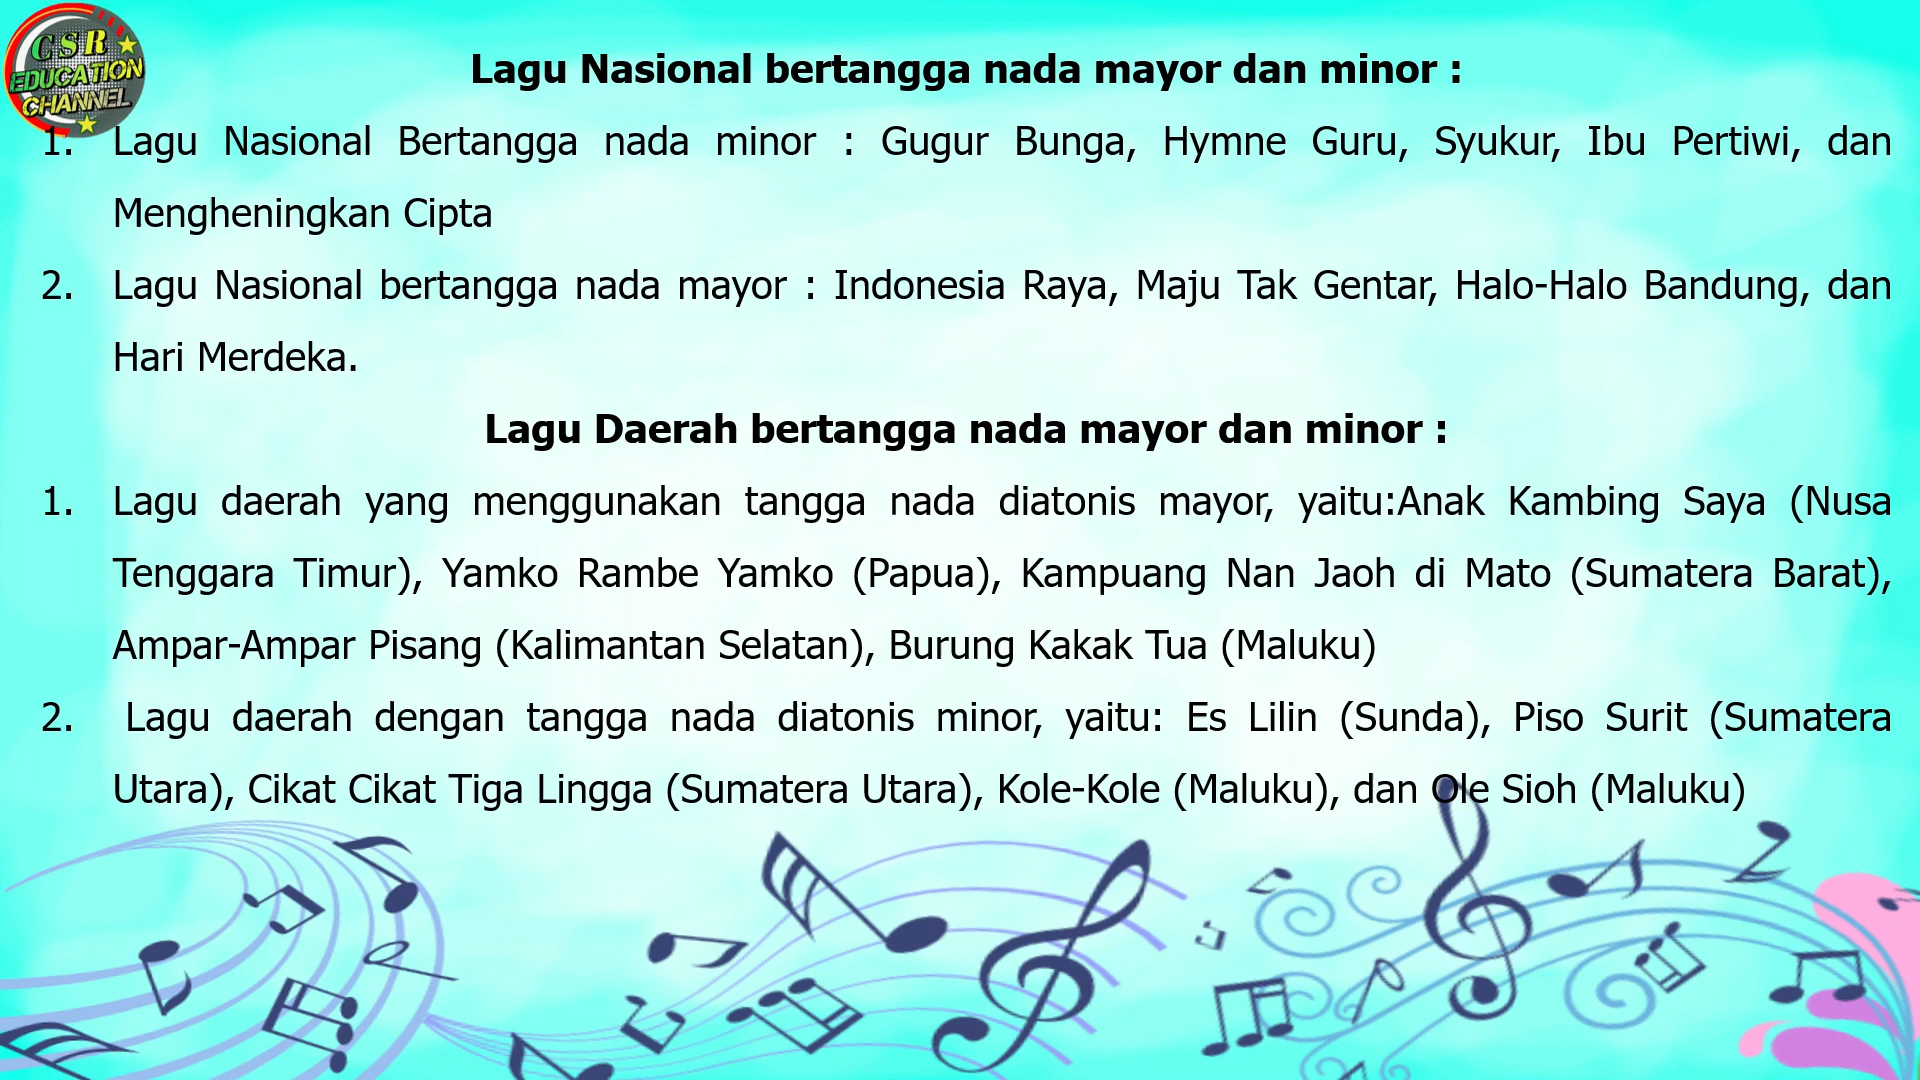 CSR
EDUCATION
CHANNEL
Lagu Nasional bertangga nada mayor dan minor :
1. Lagu Nasional Bertangga nada minor : Gugur Bunga, Hymne Guru, Syukur, Ibu Pertiwi, dan
Mengheningkan Cipta
2. Lagu Nasional bertangga nada mayor : Indonesia Raya, Maju Tak Gentar, Halo-Halo Bandung, dan
Hari Merdeka.
Lagu Daerah bertangga nada mayor dan minor :
1. Lagu daerah yang menggunakan tangga nada diatonis mayor, yaitu:Anak Kambing Saya (Nusa
Tenggara Timur), Yamko Rambe Yamko (Papua), Kampuang Nan Jaoh di Mato (Sumatera Barat),
Ampar-Ampar Pisang (Kalimantan Selatan), Burung Kakak Tua (Maluku)
2. Lagu daerah dengan tangga nada diatonis minor, yaitu: Es Lilin (Sunda), Piso Surit (Sumatera
Utara), Cikat Cikat Tiga Lingga (Sumatera Utara), Kole-Kole (Maluku), dan Ole Sioh (Maluku)